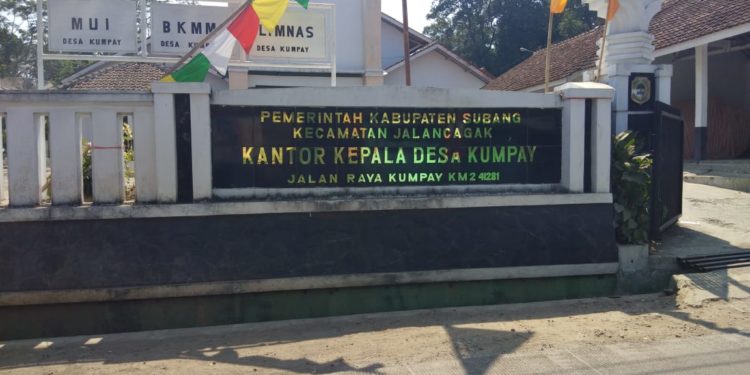 MUI
DESA KUMPAY
BKMM
DESA KUMPAY
LIMNAS
DESA KUMPAY
PEMERINTAH KABUPATEN SUBANG
KECAMATAN JALANCAGAK
KANTOR KEPALA DESA KUMPAY
JALAN RAYA KUMPAY KM 2 41281